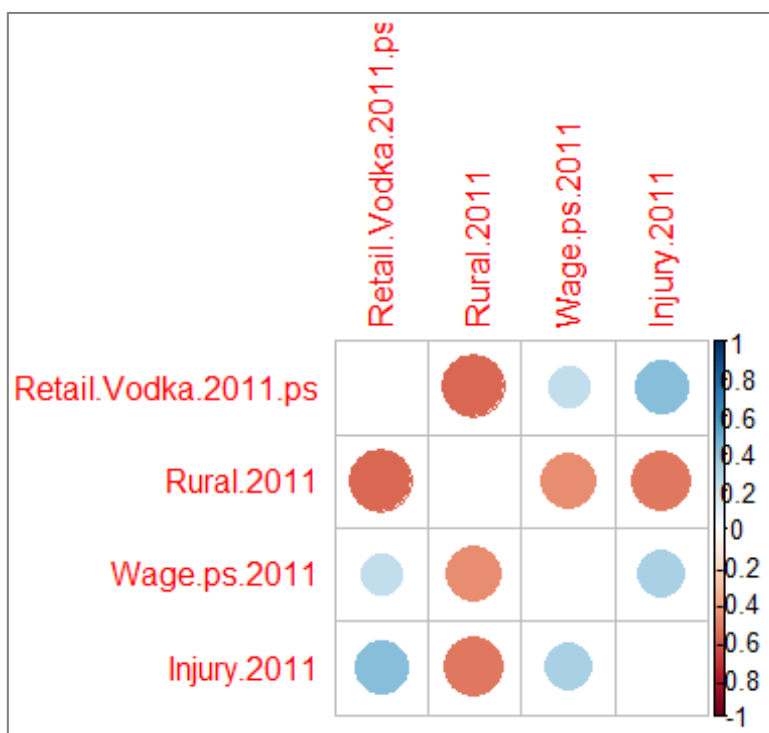 Retail.Vodka.2011.ps
Rural.2011
Wage.ps.2011
Injury.2011
Retail.Vodka.2011.ps
Rural.2011
Wage.ps.2011
Injury.2011
1
0.8
0.6
0.4
0.2
0
-0.2
-0.4
-0.6
-0.8
-1